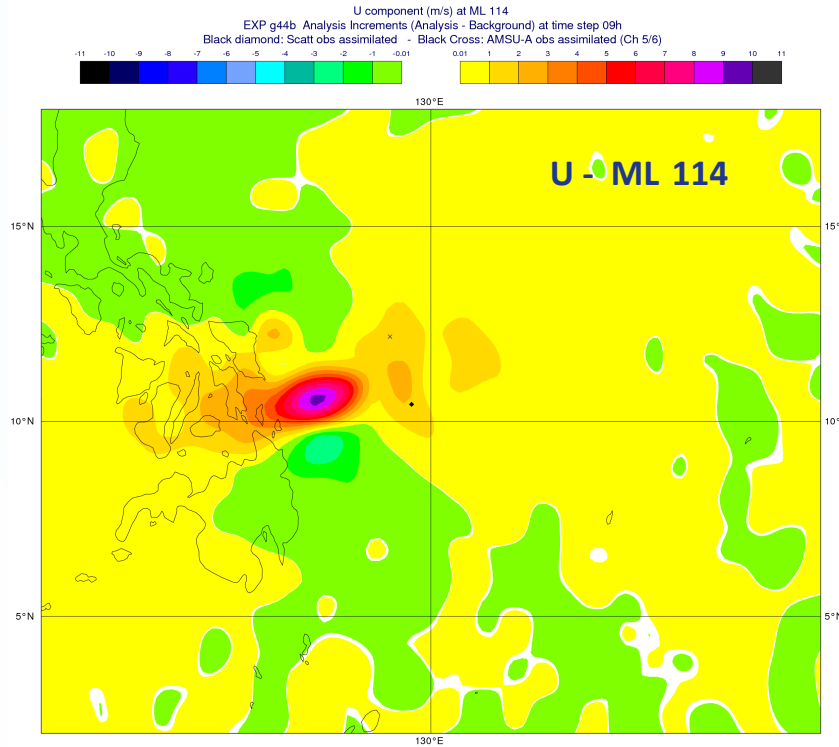 U component (m/s) at ML 114
EXP g44b Analysis Increments (Analysis - Background) at time step 09h
Black diamond: Scatt obs assimilated - Black Cross: AMSU-A obs assimilated (Ch 5/6)
-11 -10 -9 -8 -7 -6 -5 -4 -3 -2 -1 -0.01 0.01 1 2 3 4 5 6 7 8 9 10 11
130°E
U - ML 114
15°N 15°
10°N 10°
5°N 5°N
130°E